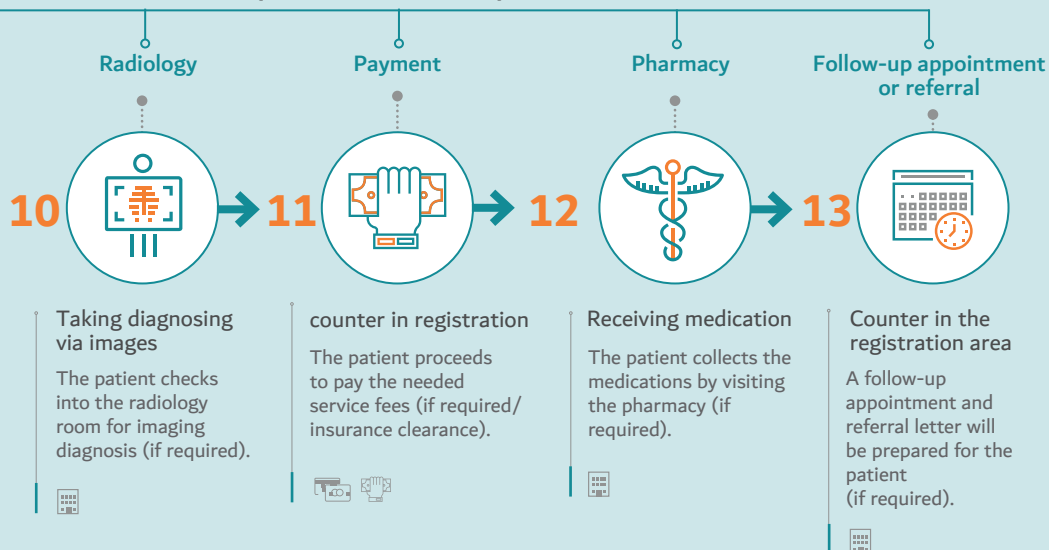 Radiology
Payment
Pharmacy
Follow-up appointment
or referral
10
11
12
13
Taking diagnosing
via images
The patient checks
into the radiology
room for imaging
diagnosis (if required).
counter in registration
The patient proceeds
to pay the needed
service fees (if required/
insurance clearance).
Receiving medication
The patient collects the
medications by visiting
the pharmacy (if
required).
Counter in the
registration area
A follow-up
appointment and
referral letter will
be prepared for the
patient
(if required).